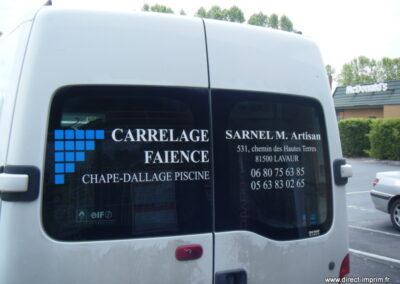 McDonald's
CARRELAGE
FAIENCE
CHAPE-DALLAGE PISCINE
SARNEL M. Artisan
531, chemin des Hautes Terres
81500 LAVAUR
06 80 75 63 85
05 63 83 02 65
elf
www.direct-imprim.fr